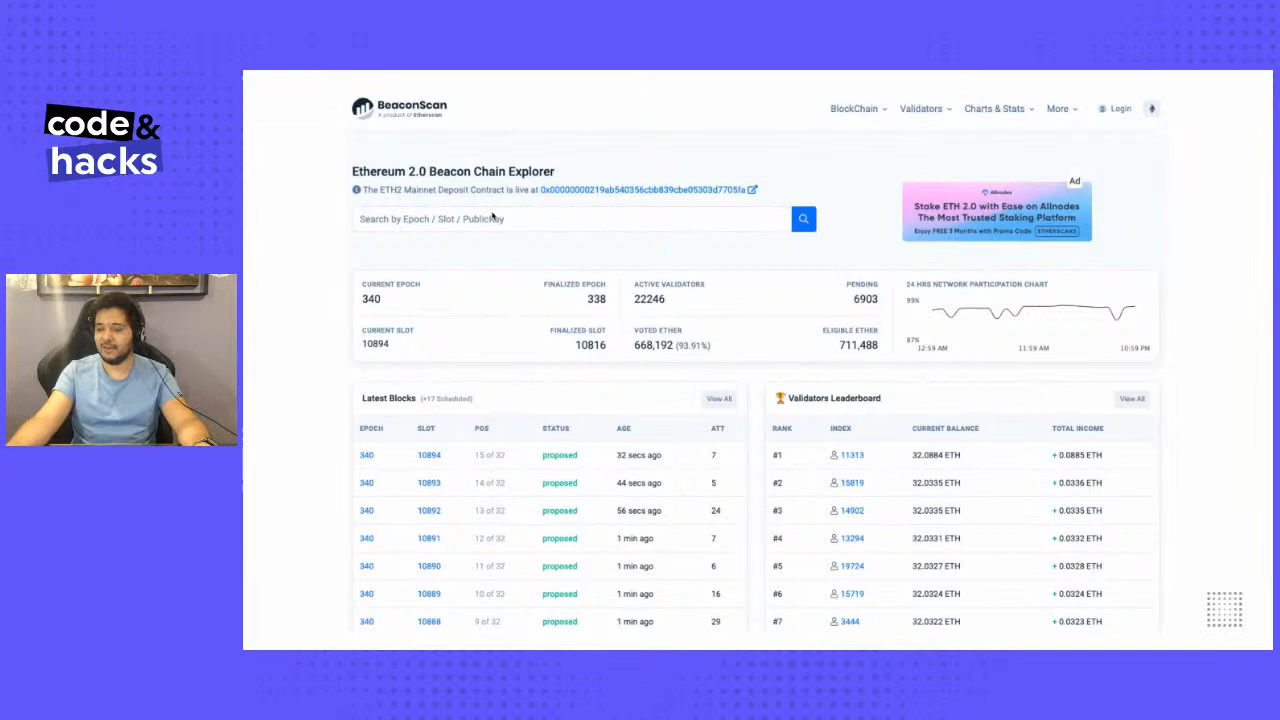 code&
hacks
BeaconScan
A product of Etherscan
BlockChain
Validators
Charts & Stats
More
Login
Ethereum 2.0 Beacon Chain Explorer
The ETH2 Mainnet Deposit Contract is live at 0x00000000219ab540356cbb839cbe05303d7705fa
Search by Epoch / Slot / PublicKey
Ad
Allnodes
Stake ETH 2.0 with Ease on Allnodes
The Most Trusted Staking Platform
Enjoy FREE 3 Months with Promo Code ETHERSCAN3
CURRENT EPOCH
340
FINALIZED EPOCH
338
CURRENT SLOT
10894
FINALIZED SLOT
10816
ACTIVE VALIDATORS
22246
PENDING
6903
VOTED ETHER
668,192 (93.91%)
ELIGIBLE ETHER
711,488
24 HRS NETWORK PARTICIPATION CHART
99%
87%
12:59 AM 11:59 AM 10:59 PM
Latest Blocks (+17 Scheduled) View All
EPOCH SLOT POS STATUS AGE ATT
340 10894 15 of 32 proposed 32 secs ago 7
340 10893 14 of 32 proposed 44 secs ago 5
340 10892 13 of 32 proposed 56 secs ago 24
340 10891 12 of 32 proposed 1 min ago 7
340 10890 11 of 32 proposed 1 min ago 6
340 10889 10 of 32 proposed 1 min ago 16
340 10888 9 of 32 proposed 1 min ago 29
Validators Leaderboard View All
RANK INDEX CURRENT BALANCE TOTAL INCOME
#1 11313 32.0884 ETH + 0.0885 ETH
#2 15819 32.0335 ETH + 0.0336 ETH
#3 14902 32.0335 ETH + 0.0335 ETH
#4 13294 32.0331 ETH + 0.0332 ETH
#5 19724 32.0327 ETH + 0.0328 ETH
#6 15719 32.0324 ETH + 0.0324 ETH
#7 3444 32.0322 ETH + 0.0323 ETH